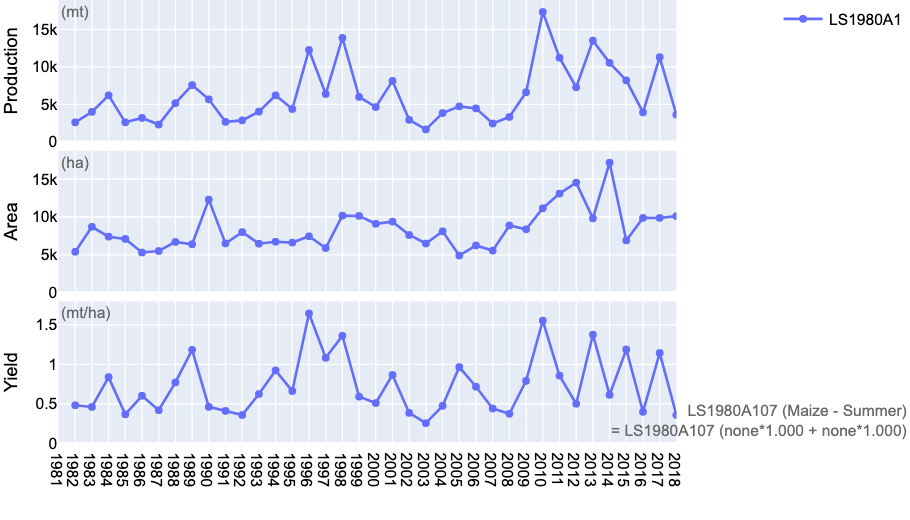 (mt)
LS1980A1
Production
15k
10k
5k
0
(ha)
Area
15k
10k
5k
0
(mt/ha)
Yield
1.5
1
0.5
0
LS1980A107 (Maize - Summer)
= LS1980A107 (none*1.000 + none*1.000)
1981
1982
1983
1984
1985
1986
1987
1988
1989
1990
1991
1992
1993
1994
1995
1996
1997
1998
1999
2000
2001
2002
2003
2004
2005
2006
2007
2008
2009
2010
2011
2012
2013
2014
2015
2016
2017
2018